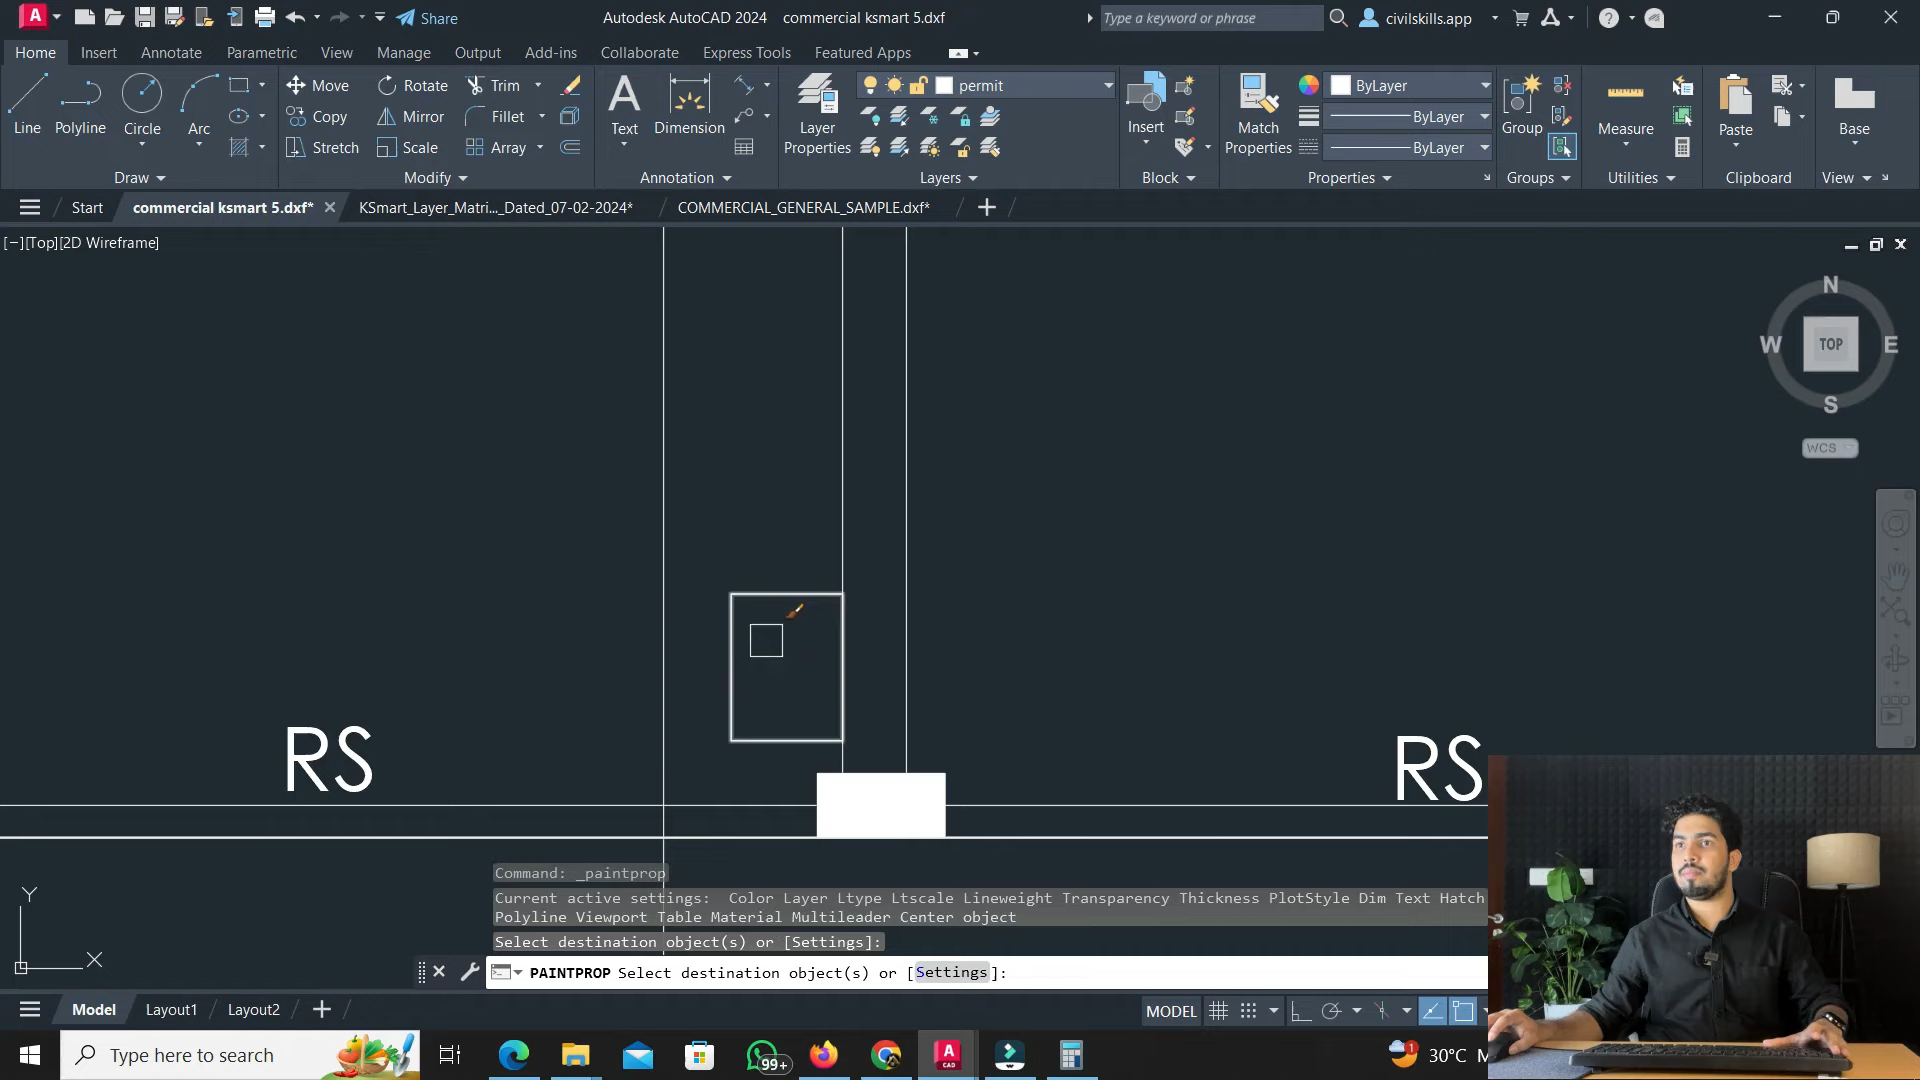 Share
Autodesk AutoCAD 2024 commercial ksmart 5.dxf
Type a keyword or phrase
civilskills.app
Home Insert Annotate Parametric View Manage Output Add-ins Collaborate Express Tools Featured Apps
Line Polyline Circle Arc
Move Rotate Trim
Copy Mirror Fillet
Stretch Scale Array
Text Dimension
Layer Properties
permit
Insert
Match Properties
ByLayer
ByLayer
ByLayer
Group
Measure
Paste
Base
Draw Modify Annotation Layers Block Properties Groups Utilities Clipboard View
Start commercial ksmart 5.dxf* KSmart_Layer_Matri..._Dated_07-02-2024* COMMERCIAL_GENERAL_SAMPLE.dxf*
[−][Top][2D Wireframe]
N
W TOP E
S
WCS
RS
RS
Command: _paintprop
Current active settings: Color Layer Ltype Ltscale Lineweight Transparency Thickness PlotStyle Dim Text Hatch
Polyline Viewport Table Material Multileader Center object
Select destination object(s) or [Settings]:
PAINTPROP Select destination object(s) or [Settings]:
Y
X
Model Layout1 Layout2
MODEL
Type here to search
99+
A
CAD
1
30°C M